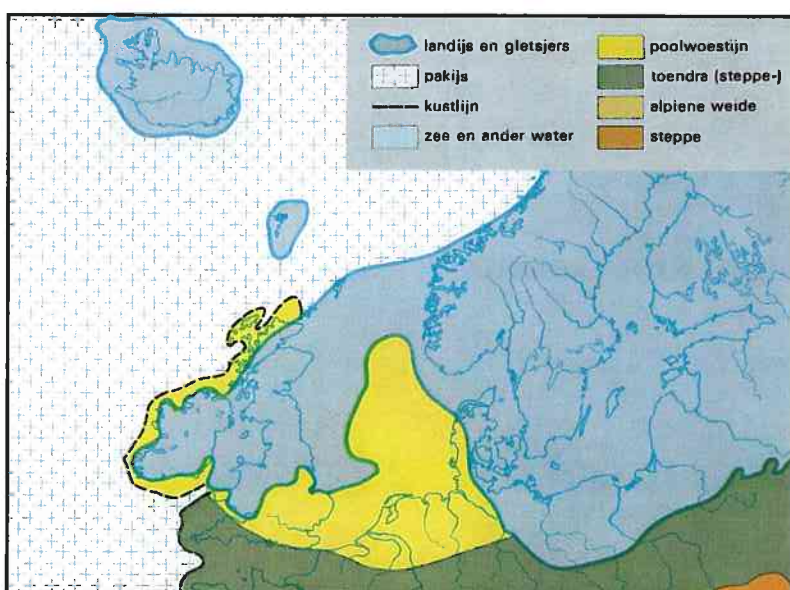 landijs en gletsjers
pakijs
kustlijn
zee en ander water
poolwoestijn
toendra (steppe-)
alpiene weide
steppe